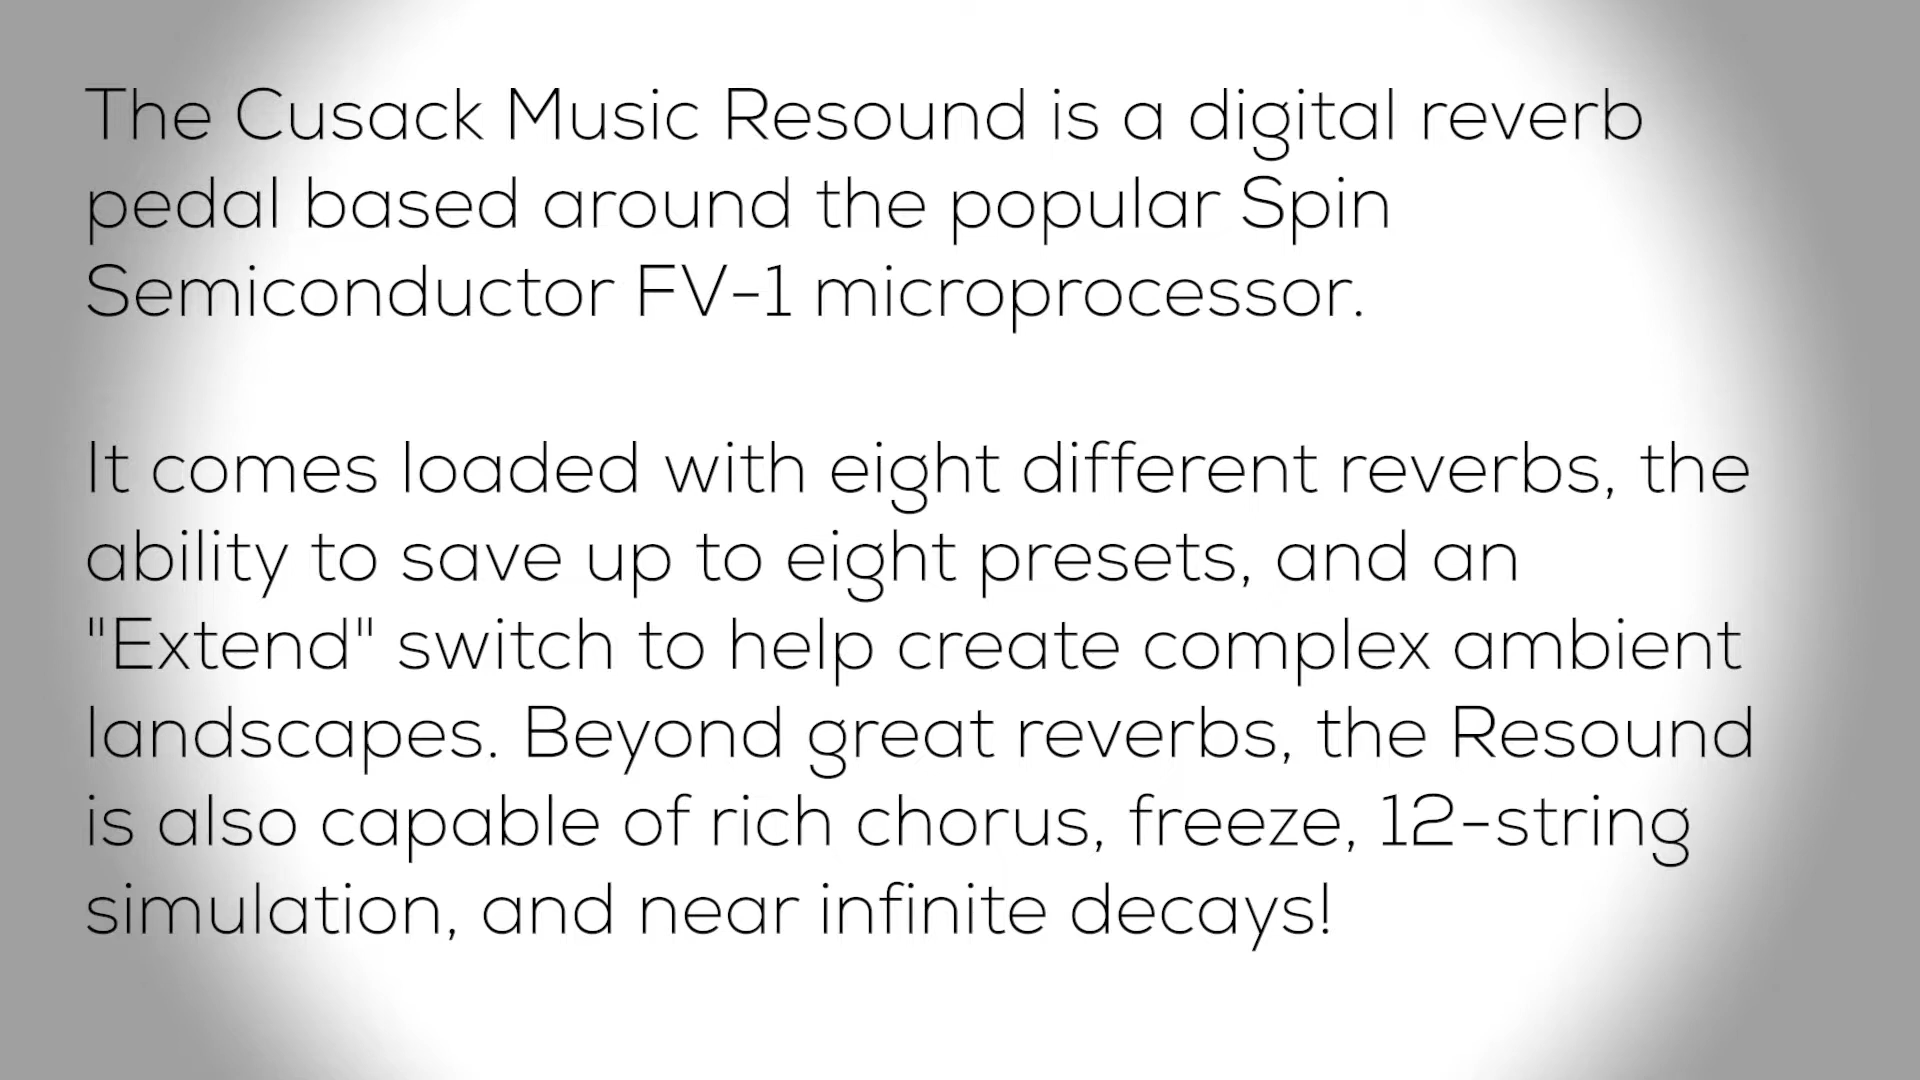 The Cusack Music Resound is a digital reverb
pedal based around the popular Spin
Semiconductor FV-1 microprocessor.
It comes loaded with eight different reverbs, the
ability to save up to eight presets, and an
"Extend" switch to help create complex ambient
landscapes. Beyond great reverbs, the Resound
is also capable of rich chorus, freeze, 12-string
simulation, and near infinite decays!